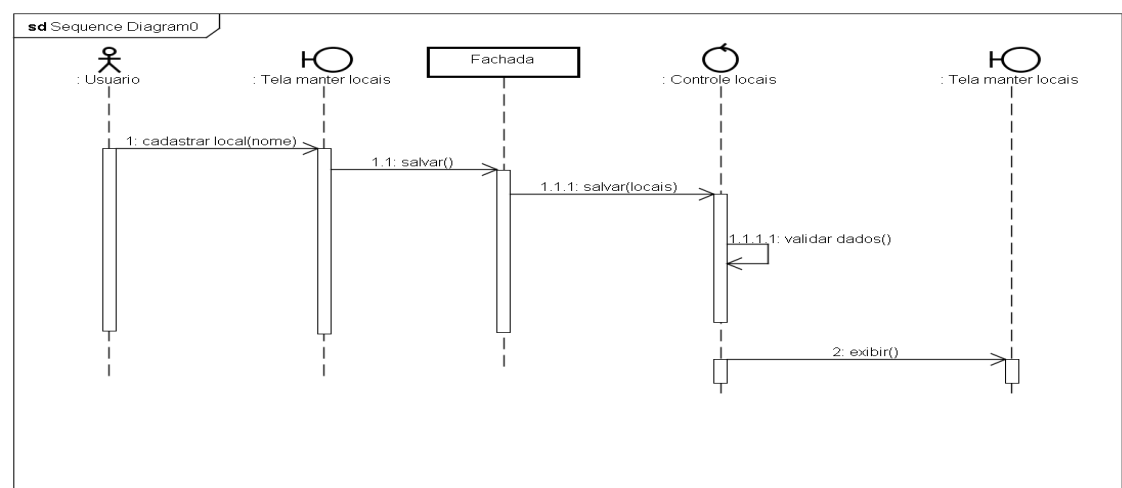 sd Sequence Diagram0
: Usuario
: Tela manter locais
Fachada
: Controle locais
: Tela manter locais
1: cadastrar local(nome)
1.1: salvar()
1.1.1: salvar(locais)
1.1.1.1: validar dados()
2: exibir()